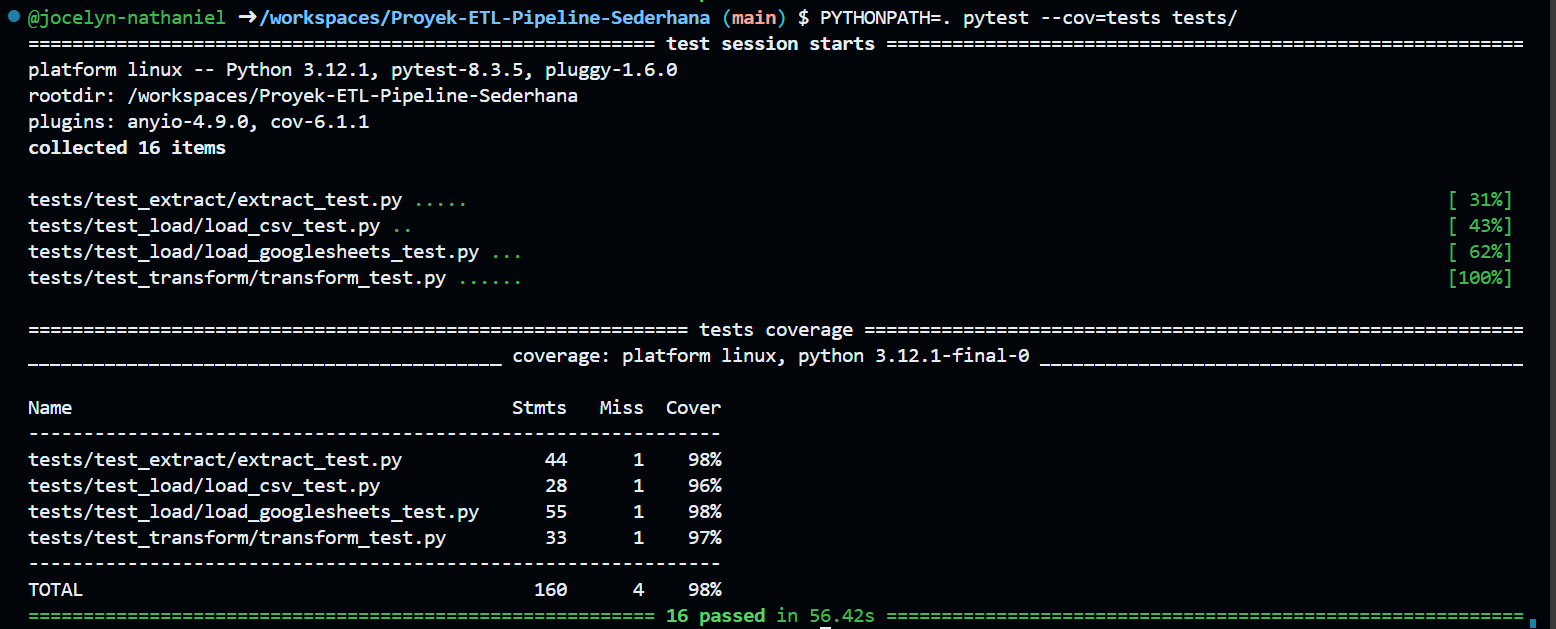 @jocelyn-nathaniel ➜ /workspaces/Proyek-ETL-Pipeline-Sederhana (main) $ PYTHONPATH=. pytest --cov=tests tests/
========================================================= test session starts ==========================================================
platform linux -- Python 3.12.1, pytest-8.3.5, pluggy-1.6.0
rootdir: /workspaces/Proyek-ETL-Pipeline-Sederhana
plugins: anyio-4.9.0, cov-6.1.1
collected 16 items
tests/test_extract/extract_test.py ..... [ 31%]
tests/test_load/load_csv_test.py .. [ 43%]
tests/test_load/load_googlesheets_test.py ... [ 62%]
tests/test_transform/transform_test.py ...... [100%]
============================================================ tests coverage ============================================================
___________________________________________ coverage: platform linux, python 3.12.1-final-0 ____________________________________________
Name Stmts Miss Cover
---------------------------------------------------------------
tests/test_extract/extract_test.py 44 1 98%
tests/test_load/load_csv_test.py 28 1 96%
tests/test_load/load_googlesheets_test.py 55 1 98%
tests/test_transform/transform_test.py 33 1 97%
---------------------------------------------------------------
TOTAL 160 4 98%
========================================================= 16 passed in 56.42s ==========================================================